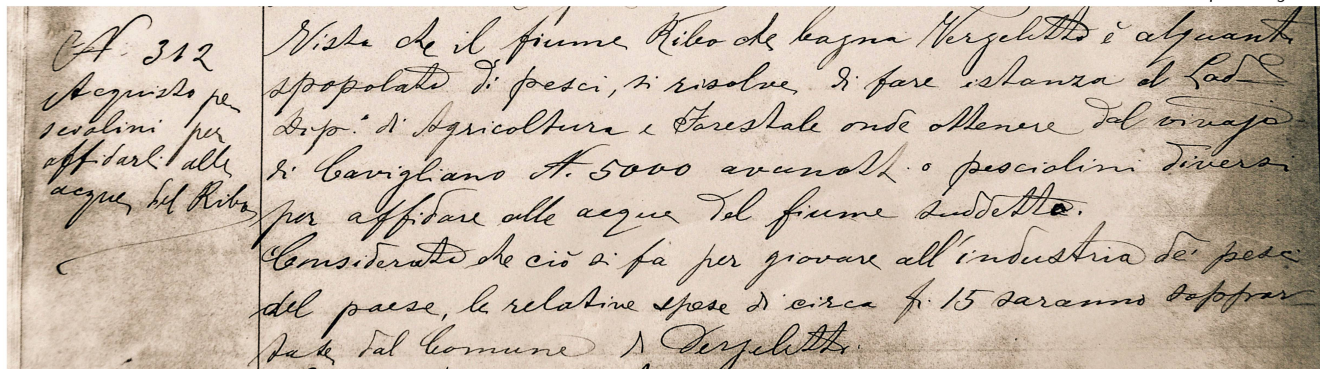 N. 312
Acquisto pe
sciolini per
affidarli alle
acque del Ribo
Visto che il fiume Ribo che bagna Vergeletto è alquanto
spopolato di pesci, si risolve di fare istanza al Lod.
Dip.º di Agricoltura e Forestale onde ottenere dal vivajo
di Cavigliano N. 5000 avanotti o pesciolini diversi
per affidare alle acque del fiume suddetto.
Considerato che ciò si fa per giovare all'industria dei pesci
del paese, le relative spese di circa fr. 15 saranno soppor
tate dal Comune di Vergeletto.